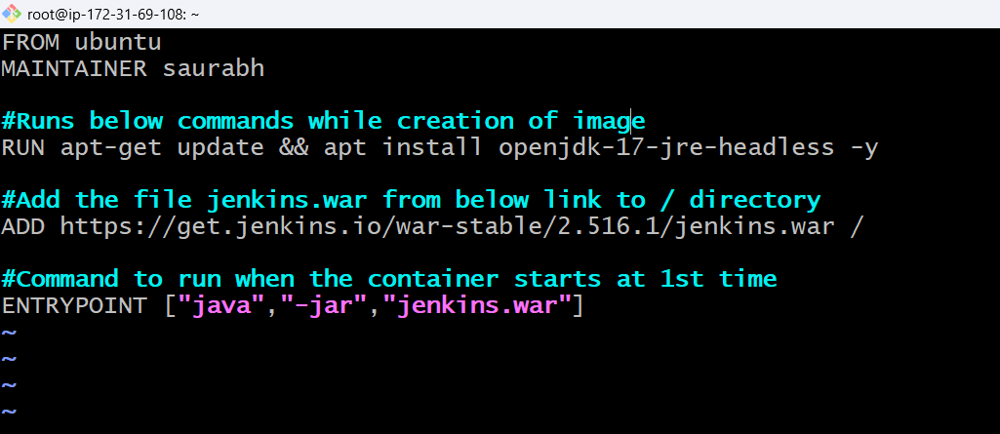 root@ip-172-31-69-108: ~
FROM ubuntu
MAINTAINER saurabh
#Runs below commands while creation of image
RUN apt-get update && apt install openjdk-17-jre-headless -y
#Add the file jenkins.war from below link to / directory
ADD https://get.jenkins.io/war-stable/2.516.1/jenkins.war /
#Command to run when the container starts at 1st time
ENTRYPOINT ["java","-jar","jenkins.war"]
~
~
~
~